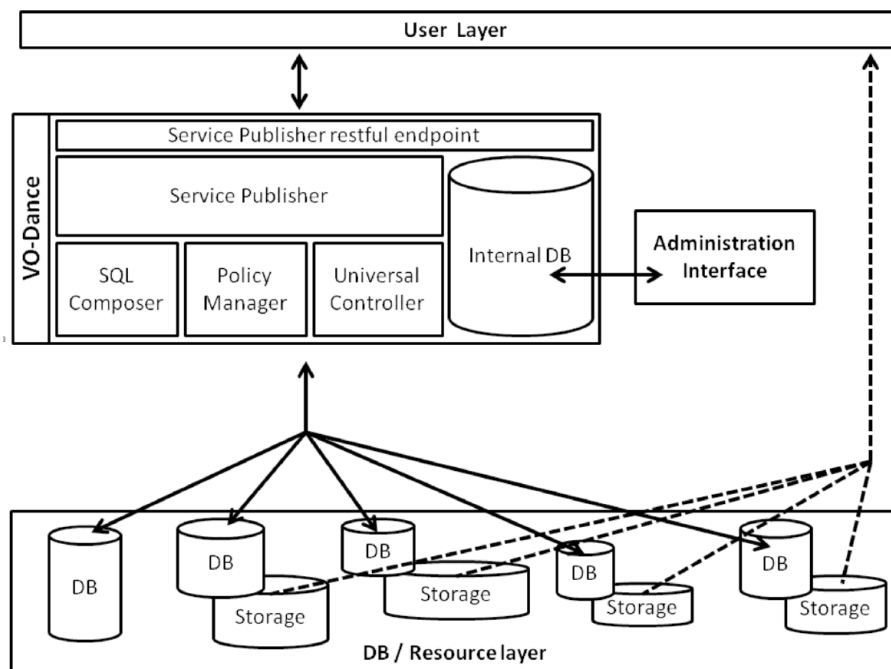 User Layer
VO-Dance
Service Publisher restful endpoint
Service Publisher
SQL
Composer
Policy
Manager
Universal
Controller
Internal DB
Administration
Interface
DB
DB
DB
DB
DB
Storage
Storage
Storage
Storage
DB / Resource layer